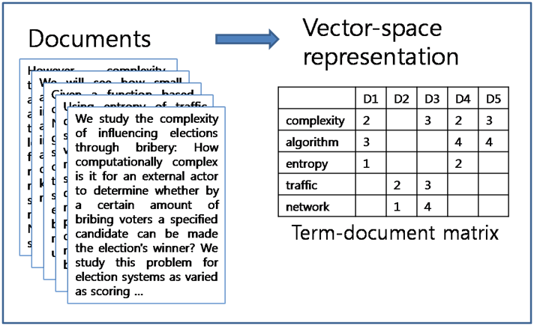 Documents
Vector-space
representation
However, complexity
We will see how small
Given a function based
Using entropy of traffic
We study the complexity
of influencing elections
through bribery: How
computationally complex
is it for an external actor
to determine whether by
a certain amount of
bribing voters a specified
candidate can be made
the election's winner? We
study this problem for
election systems as varied
as scoring ...
D1 D2 D3 D4 D5
complexity 2 3 2 3
algorithm 3 4 4
entropy 1 2
traffic 2 3
network 1 4
Term-document matrix